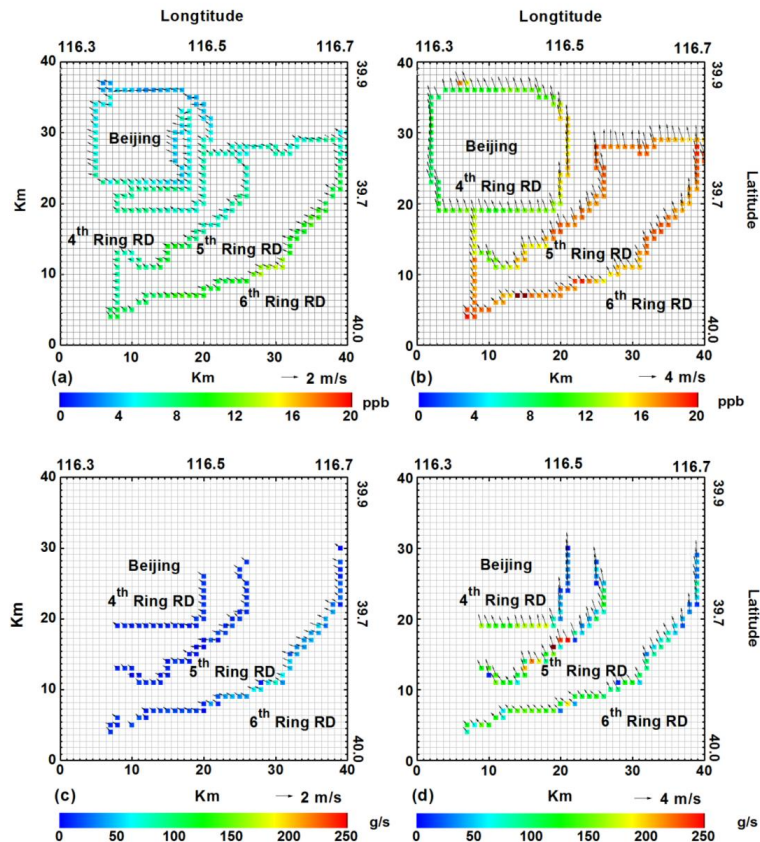 Longtitude Longtitude
116.3 116.5 116.7 116.3 116.5 116.7
40 40
39.9 39.9
30 30
Beijing Beijing
Km 20 39.7 20 39.7 Latitude
4th Ring RD 5th Ring RD 4th Ring RD 5th Ring RD
10 10
6th Ring RD 6th Ring RD
0 40.0 0 40.0
0 10 20 30 40 0 10 20 30 40
(a) Km 2 m/s (b) Km 4 m/s
ppb ppb
0 4 8 12 16 20 0 4 8 12 16 20
116.3 116.5 116.7 116.3 116.5 116.7
40 40
39.9 39.9
30 30
Beijing Beijing
4th Ring RD 4th Ring RD
Km 20 39.7 20 39.7 Latitude
5th Ring RD 5th Ring RD
10 10
6th Ring RD 6th Ring RD
0 40.0 0 40.0
0 10 20 30 40 0 10 20 30 40
(c) Km 2 m/s (d) Km 4 m/s
g/s g/s
0 50 100 150 200 250 0 50 100 150 200 250